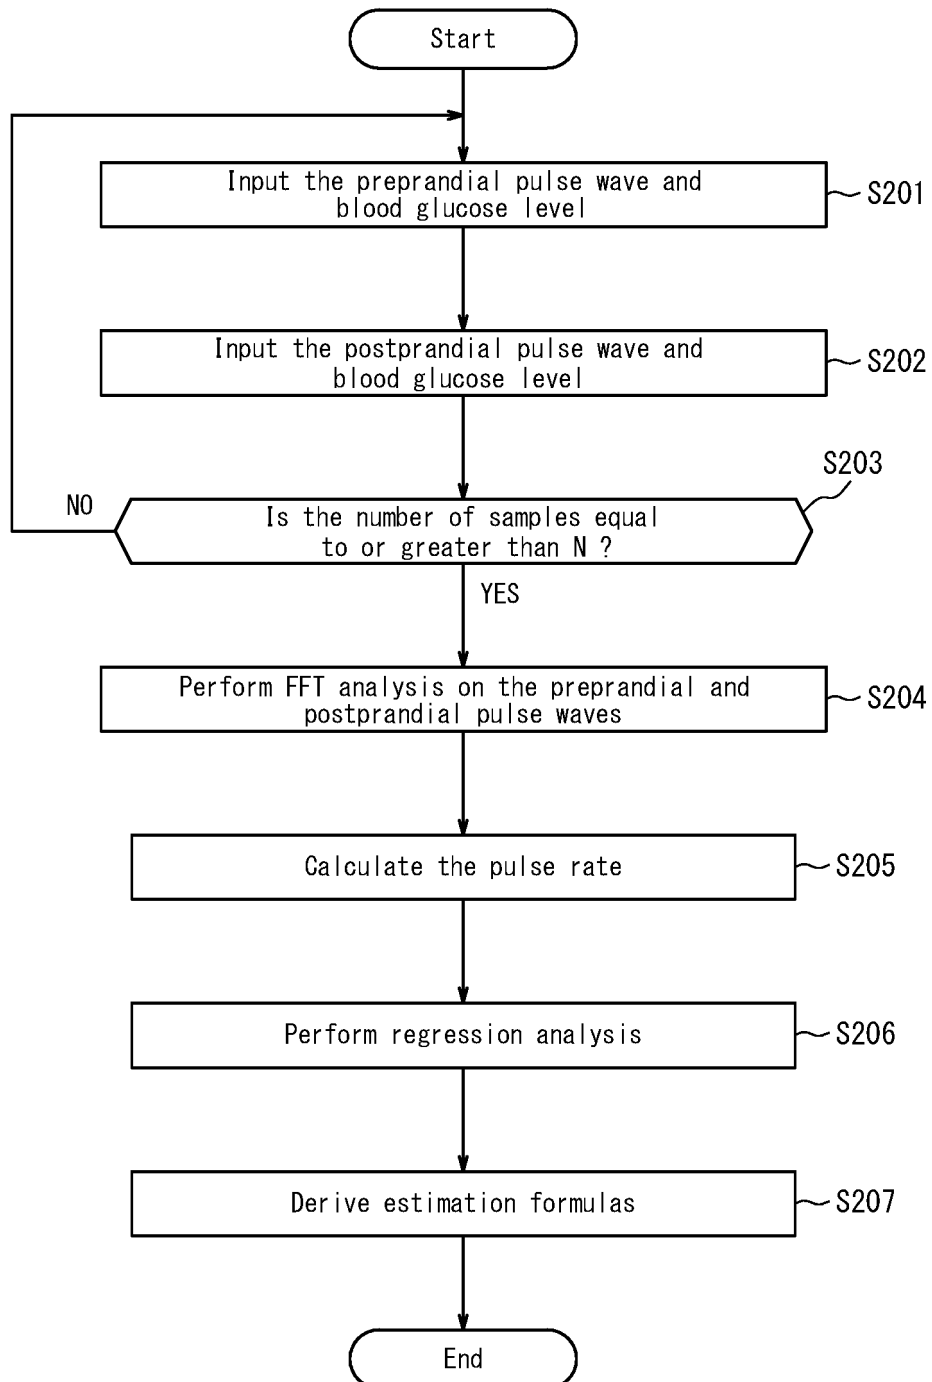 Start
Input the preprandial pulse wave and
blood glucose level
S201
Input the postprandial pulse wave and
blood glucose level
S202
S203
NO
Is the number of samples equal
to or greater than N ?
YES
Perform FFT analysis on the preprandial and
postprandial pulse waves
S204
Calculate the pulse rate
S205
Perform regression analysis
S206
Derive estimation formulas
S207
End